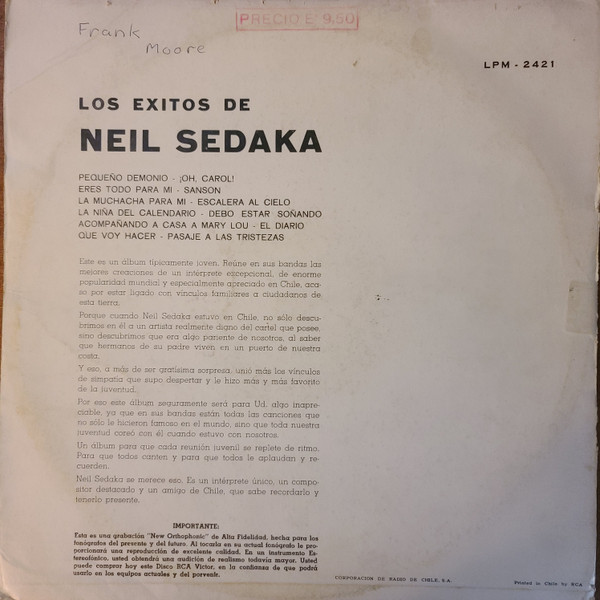 PRECIO Eº 9.50
Frank
Moore
LPM - 2421
LOS EXITOS DE
NEIL SEDAKA
PEQUEÑO DEMONIO - ¡OH, CAROL!
ERES TODO PARA MI - SANSON
LA MUCHACHA PARA MI - ESCALERA AL CIELO
LA NIÑA DEL CALENDARIO - DEBO ESTAR SOÑANDO
ACOMPAÑANDO A CASA A MARY LOU - EL DIARIO
QUE VOY HACER - PASAJE A LAS TRISTEZAS
Este es un álbum típicamente joven. Reúne en sus bandas las
mejores creaciones de un intérprete excepcional, de enorme
popularidad mundial y especialmente apreciado en Chile, aca-
so por estar ligado con vínculos familiares a ciudadanos de
esta tierra.
Porque cuando Neil Sedaka estuvo en Chile, no sólo descu-
brimos en él a un artista realmente digno del cartel que posee,
sino descubrimos que era algo pariente de nosotros, al saber
que hermanos de su padre viven en un puerto de nuestra
costa.
Y eso, a más de ser gratísima sorpresa, unió más los vínculos
de simpatía que supo despertar y le hizo más y más favorito
de la juventud.
Por eso este álbum seguramente será para Ud. algo inapre-
ciable, ya que en sus bandas están todas las canciones que
no sólo le hicieron famoso en el mundo, sino que toda nuestra
juventud coreó con él cuando estuvo con nosotros.
Un álbum para que cada reunión juvenil se replete de ritmo.
Para que todos canten y para que todos le aplaudan y re-
cuerden.
Neil Sedaka se merece eso. Es un intérprete único, un compo-
sitor destacado y un amigo de Chile, que sabe recordarlo y
tenerlo presente.
IMPORTANTE:
Esta es una grabación "New Orthophonic" de Alta Fidelidad, hecha para los
fonógrafos del presente y del futuro. Al tocarla en su actual fonógrafo le pro-
porcionará una reproducción de excelente calidad. En un instrumento Es-
tereofónico, usted obtendrá una audición de realismo todavía mayor. Usted
puede comprar hoy este Disco RCA Victor, en la confianza de que podrá
usarlo en los equipos actuales y del porvenir.
CORPORACION DE RADIO DE CHILE, S.A.
Printed in Chile by RCA